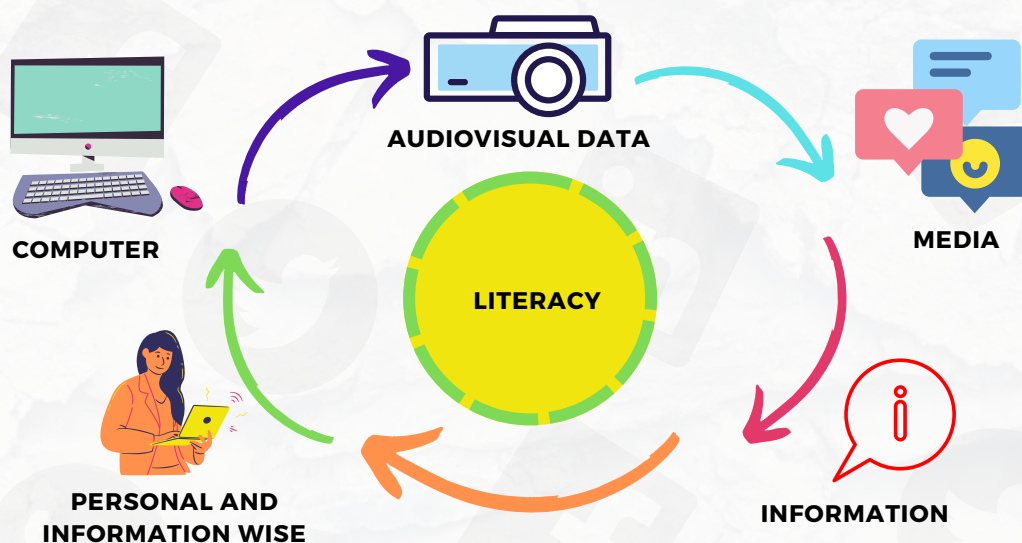 AUDIOVISUAL DATA
COMPUTER
MEDIA
LITERACY
PERSONAL AND
INFORMATION WISE
INFORMATION